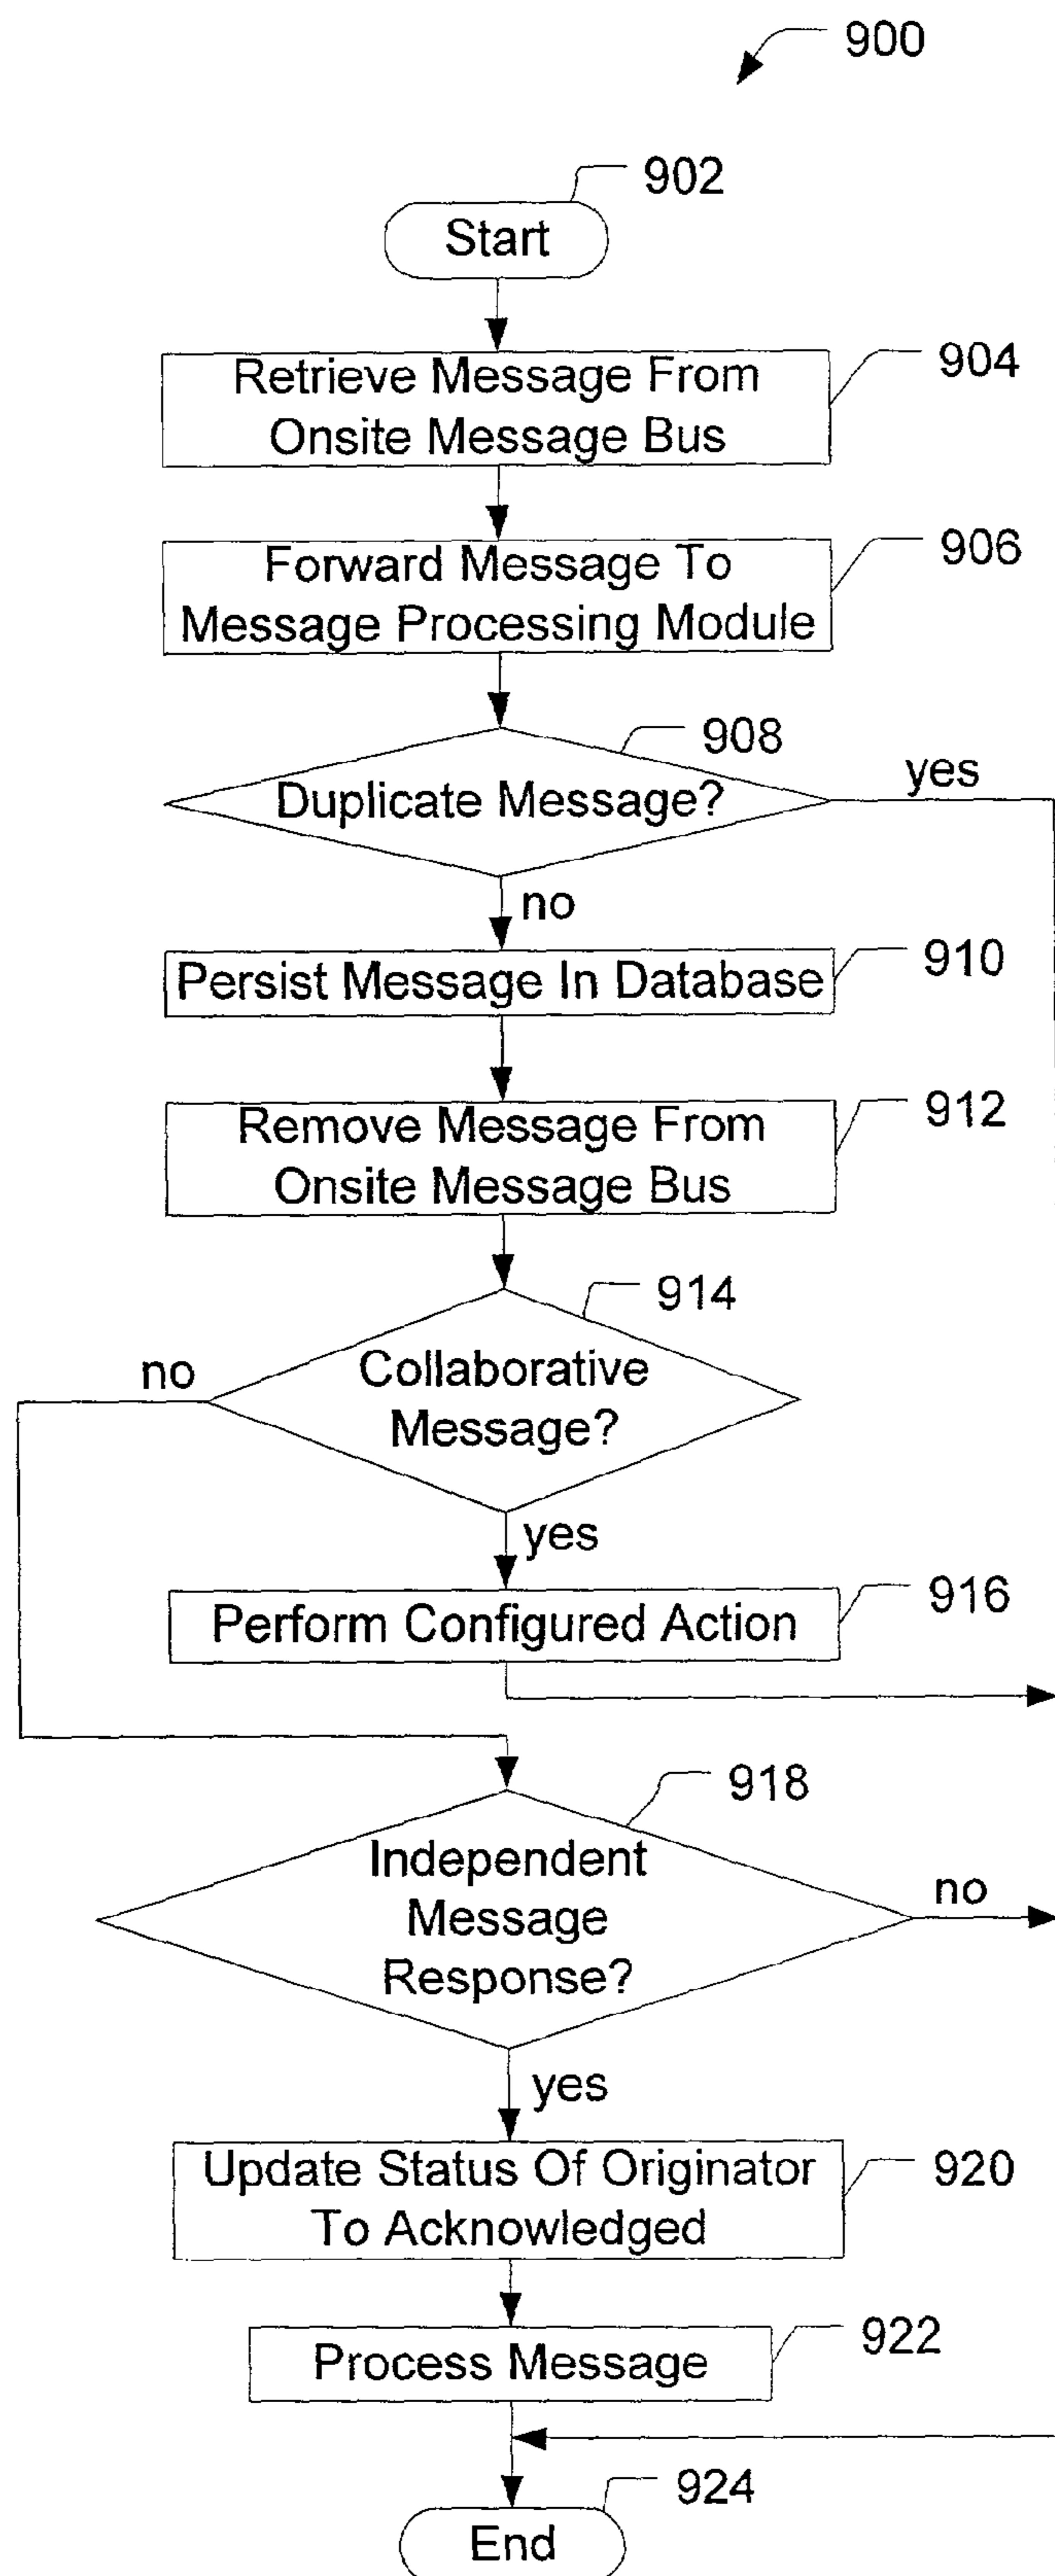 900
902
Start
904
Retrieve Message From
Onsite Message Bus
906
Forward Message To
Message Processing Module
908
Duplicate Message?
yes
no
910
Persist Message In Database
912
Remove Message From
Onsite Message Bus
914
Collaborative
Message?
no
yes
916
Perform Configured Action
918
Independent
Message
Response?
no
yes
920
Update Status Of Originator
To Acknowledged
922
Process Message
924
End